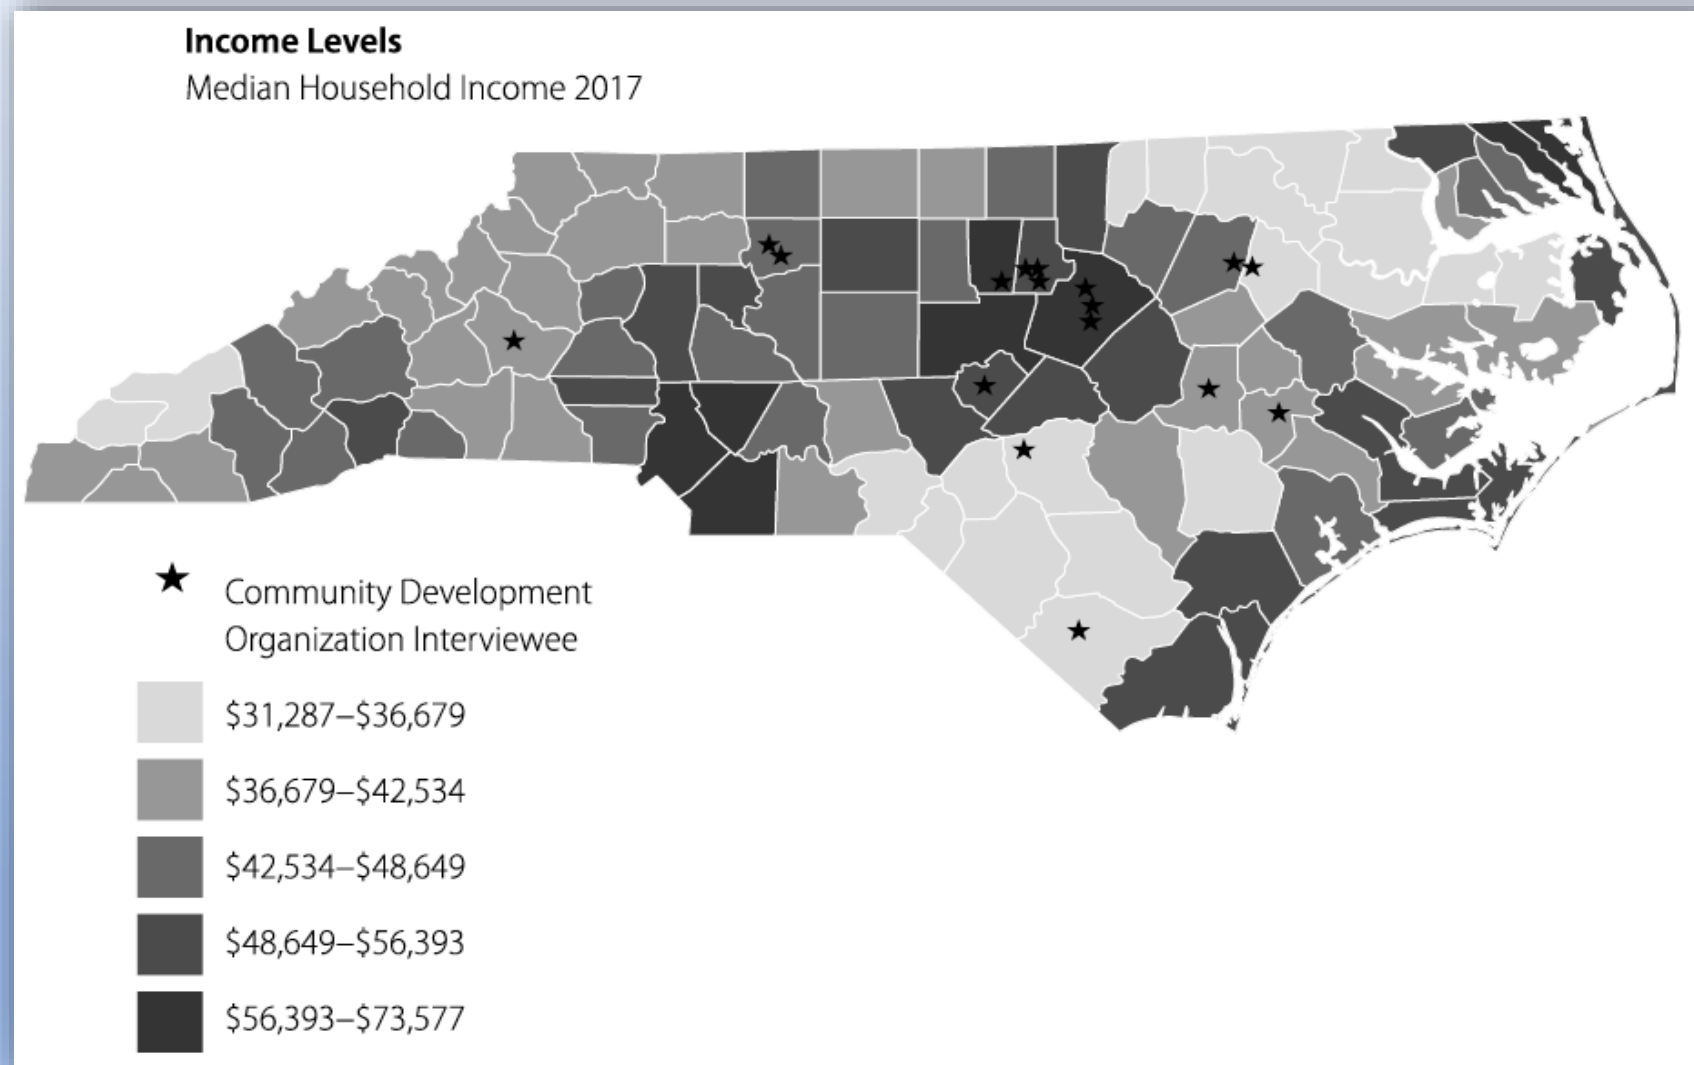 Income Levels
Median Household Income 2017
Community Development
Organization Interviewee
$31,287–$36,679
$36,679–$42,534
$42,534–$48,649
$48,649–$56,393
$56,393–$73,577